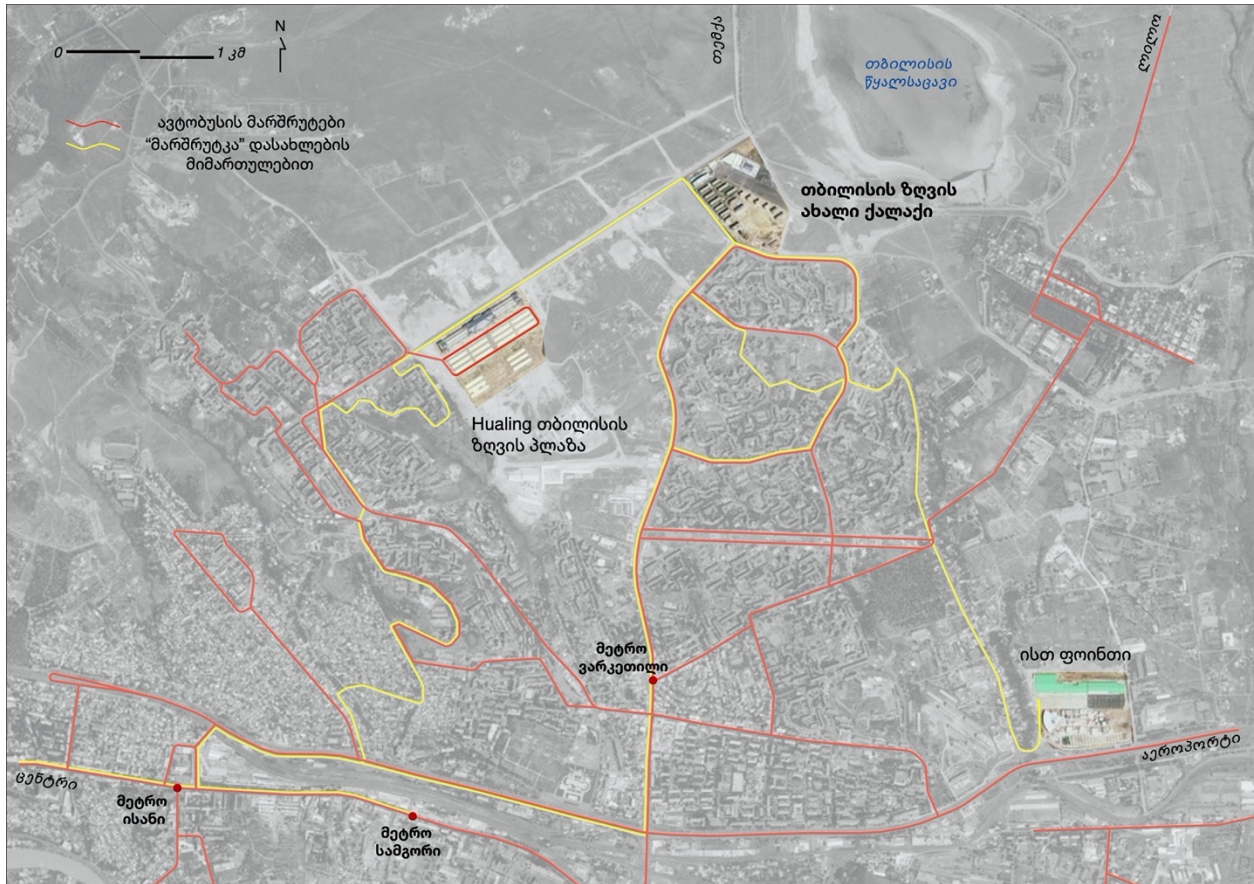 0
1 კმ
N
თემქა
თბილისის
წყალსაცავი
ლილო
ავტობუსის მარშრუტები
“მარშრუტკა” დასახლების
მიმართულებით
თბილისის ზღვის
ახალი ქალაქი
Hualing თბილისის
ზღვის პლაზა
მეტრო
ვარკეთილი
ისთ ფოინთი
აეროპორტი
ცენტრი
მეტრო
ისანი
მეტრო
სამგორი